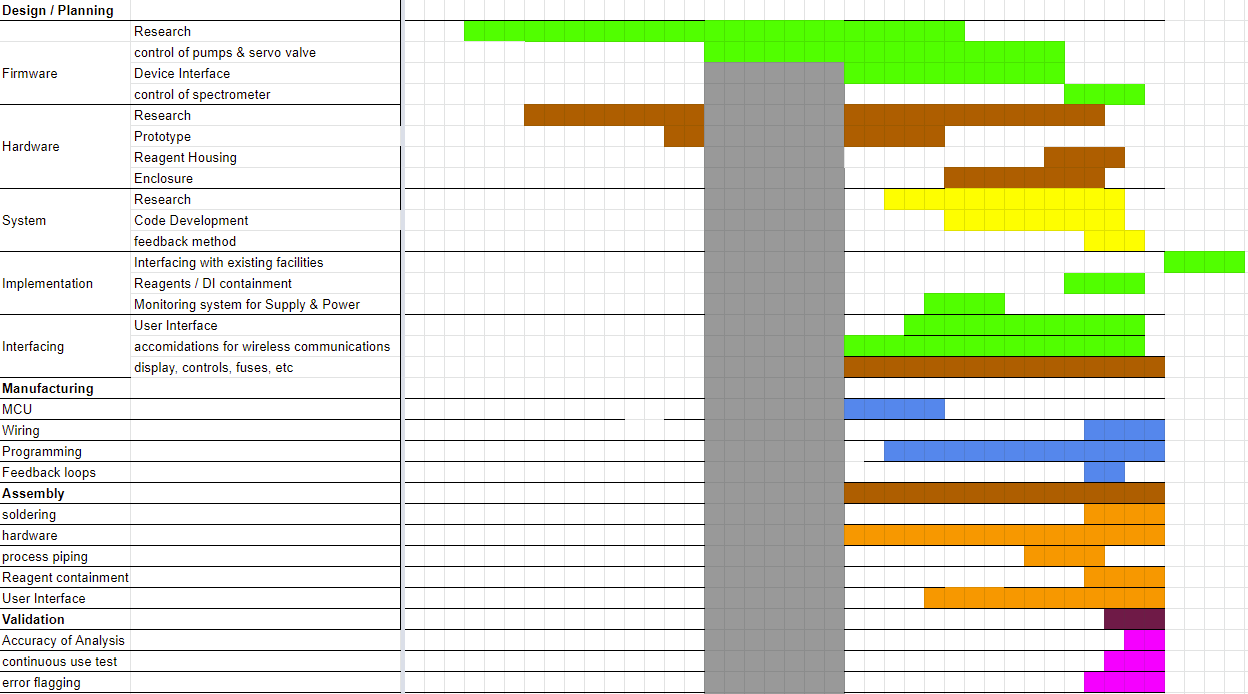 Design / Planning
Research
control of pumps & servo valve
Firmware
Device Interface
control of spectrometer
Research
Prototype
Hardware
Reagent Housing
Enclosure
Research
System
Code Development
feedback method
Interfacing with existing facilities
Implementation
Reagents / DI containment
Monitoring system for Supply & Power
User Interface
Interfacing
accomidations for wireless communications
display, controls, fuses, etc
Manufacturing
MCU
Wiring
Programming
Feedback loops
Assembly
soldering
hardware
process piping
Reagent containment
User Interface
Validation
Accuracy of Analysis
continuous use test
error flagging